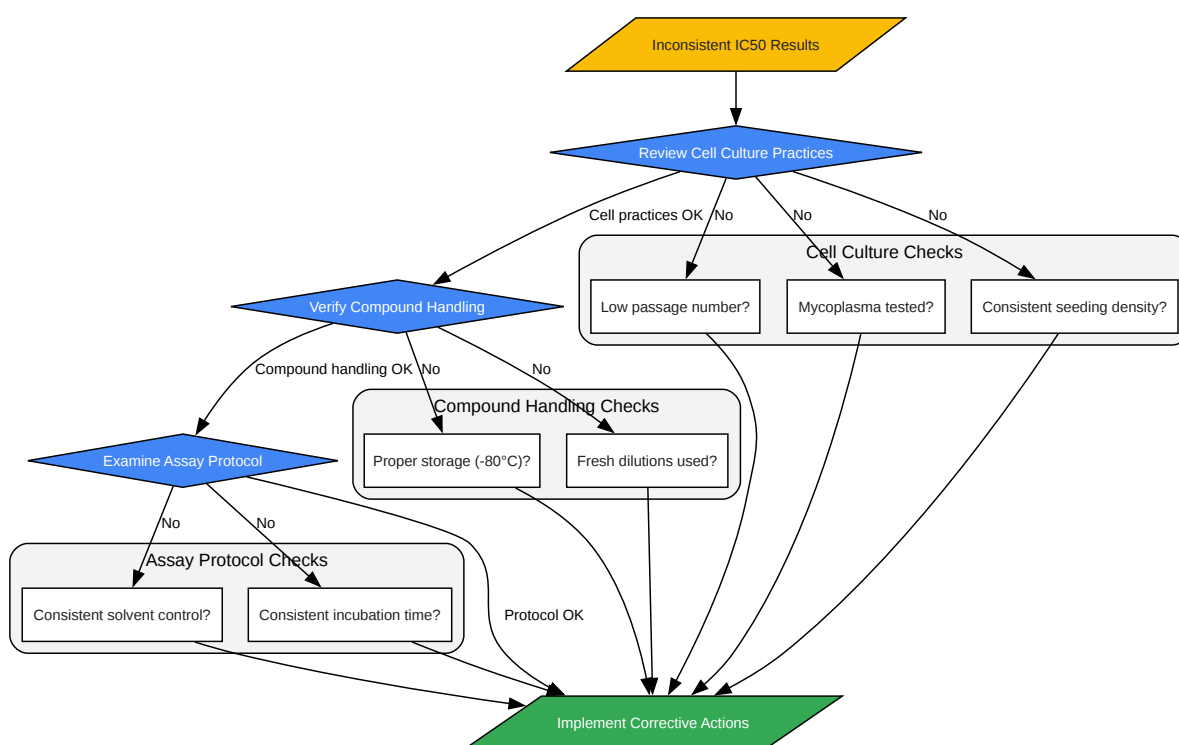 Inconsistent IC50 Results
Review Cell Culture Practices
Cell practices OK
No
No
No
Cell Culture Checks
Low passage number?
Mycoplasma tested?
Consistent seeding density?
Verify Compound Handling
Compound handling OK
No
No
Compound Handling Checks
Proper storage (-80°C)?
Fresh dilutions used?
Examine Assay Protocol
No
No
Assay Protocol Checks
Consistent solvent control?
Consistent incubation time?
Protocol OK
Implement Corrective Actions